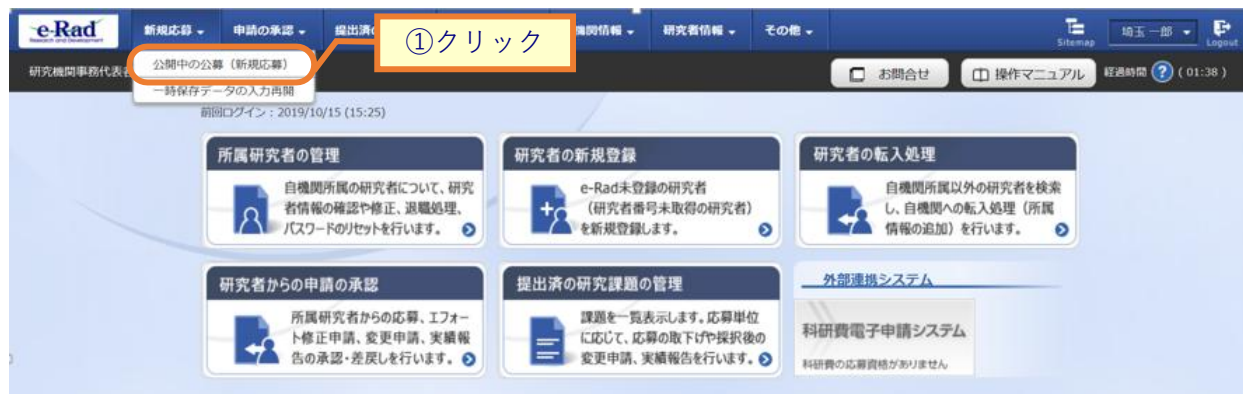 e-Rad
Research and Development
新規応募
申請の承認
提出済の
機関情報
研究者情報
その他
Sitemap
埼玉 一郎
Logout
①クリック
研究機関事務代表者
公開中の公募（新規応募）
一時保存データの入力再開
お問合せ
操作マニュアル
経過時間 ? ( 01:38 )
前回ログイン：2019/10/15 (15:25)
所属研究者の管理
自機関所属の研究者について、研究
者情報の確認や修正、退職処理、
パスワードのリセットを行います。
研究者の新規登録
e-Rad未登録の研究者
（研究者番号未取得の研究者）
を新規登録します。
研究者の転入処理
自機関所属以外の研究者を検索
し、自機関への転入処理（所属
情報の追加）を行います。
研究者からの申請の承認
所属研究者からの応募、エフォー
ト修正申請、変更申請、実績報
告の承認・差戻しを行います。
提出済の研究課題の管理
課題を一覧表示します。応募単位
に応じて、応募の取下げや採択後の
変更申請、実績報告を行います。
外部連携システム
科研費電子申請システム
科研費の応募資格がありません